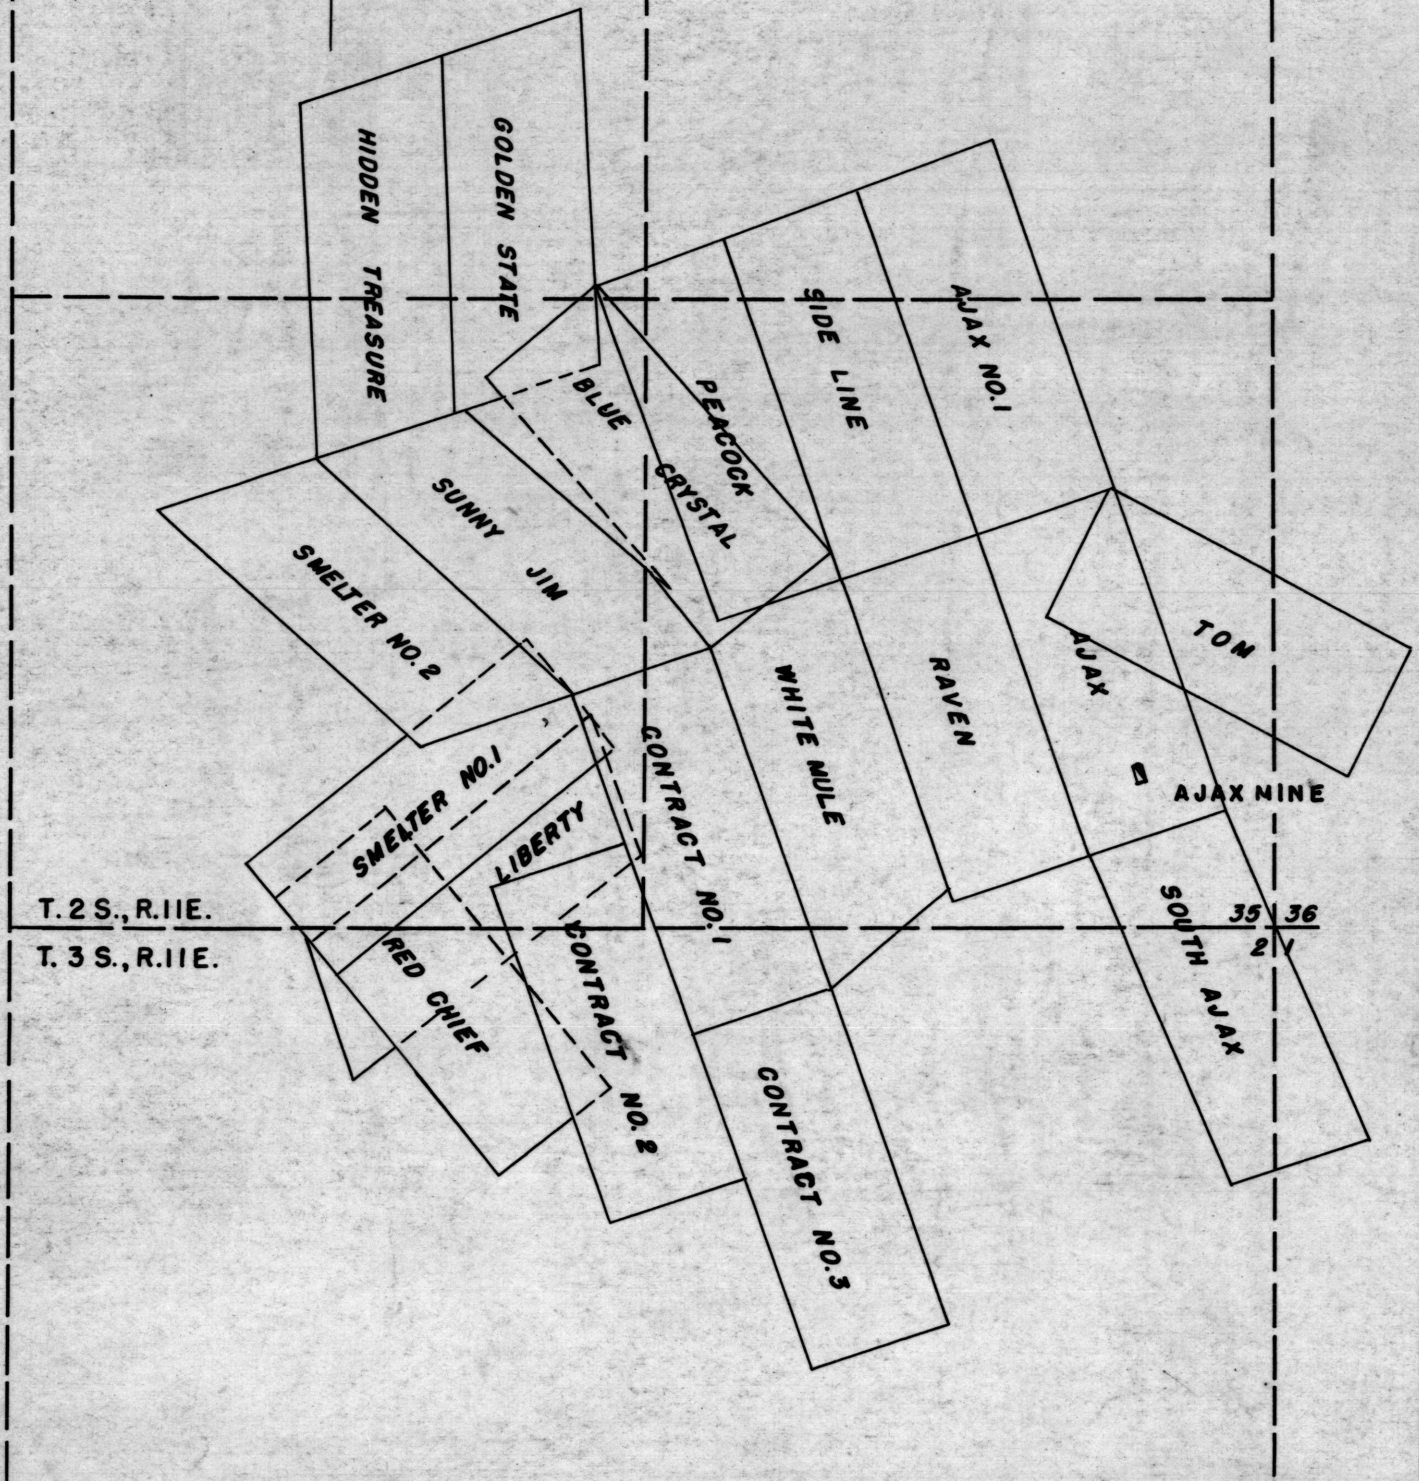 HIDDEN TREASURE
GOLDEN STATE
BLUE CRYSTAL
PEACOCK
SIDE LINE
AJAX NO.1
SUNNY JIM
SMELTER NO.2
SMELTER NO.1
LIBERTY
RED CHIEF
CONTRACT NO.1
WHITE MULE
RAVEN
AJAX
TOM
AJAX MINE
CONTRACT NO.2
CONTRACT NO.3
SOUTH AJAX
T. 2 S., R.11E.
T. 3 S., R.11E.
35 36
2 1